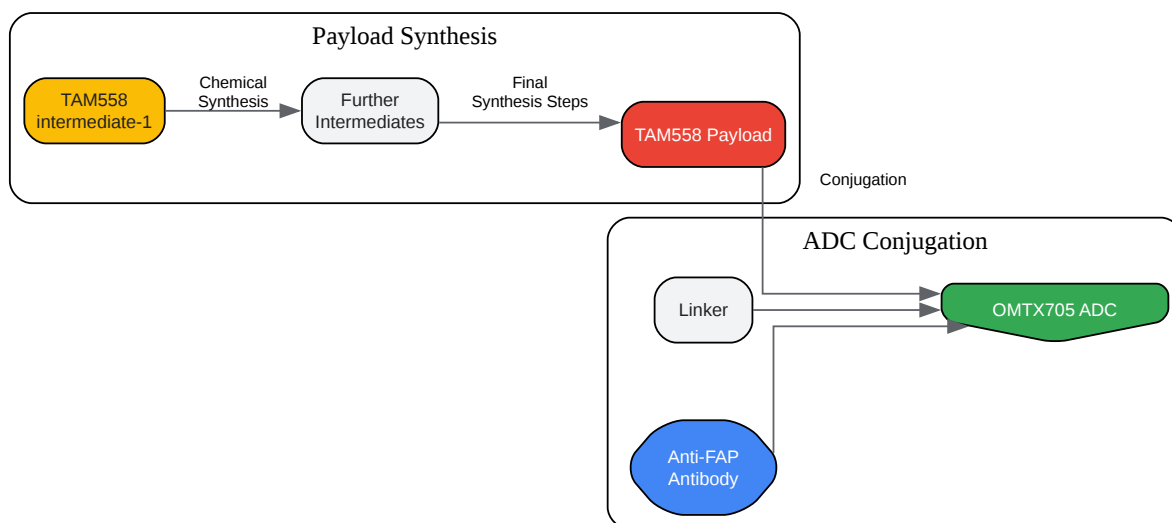 Payload Synthesis
TAM558
intermediate-1
Chemical
Synthesis
Further
Intermediates
Final
Synthesis Steps
TAM558 Payload
Conjugation
ADC Conjugation
Linker
OMTX705 ADC
Anti-FAP
Antibody